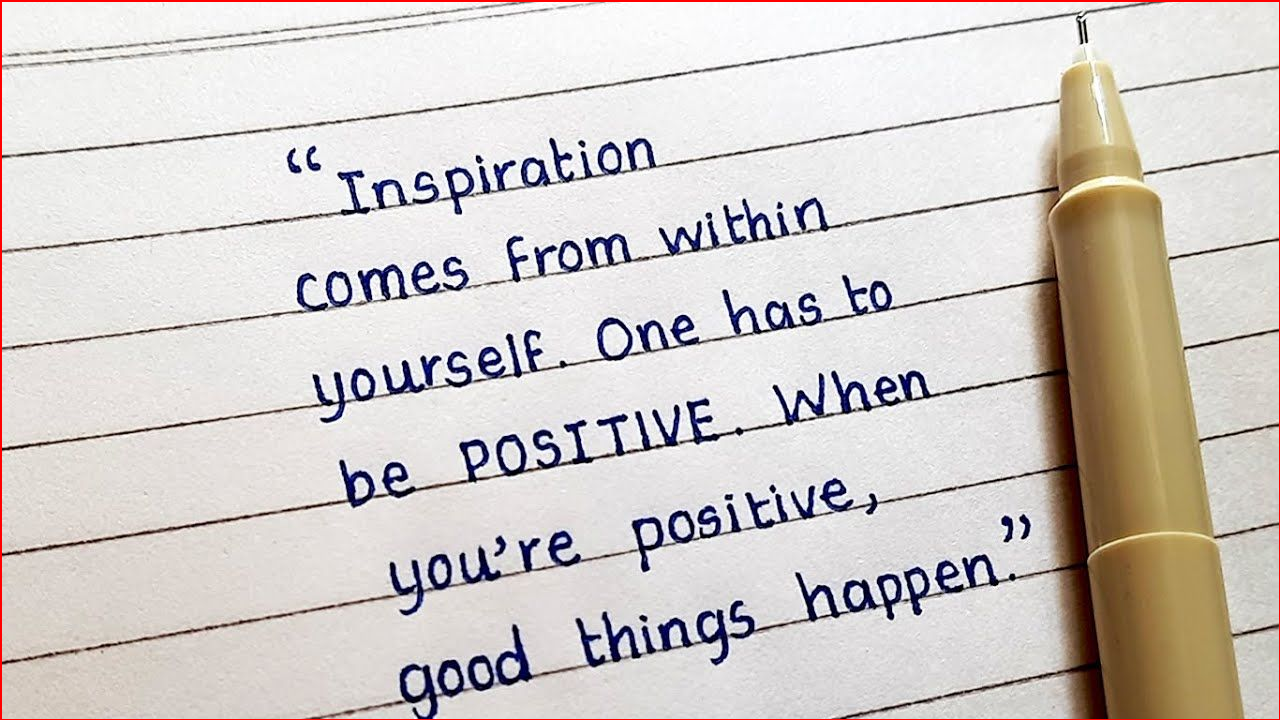 “Inspiration
comes from within
yourself. One has to
be POSITIVE. When
you’re positive,
good things happen.”